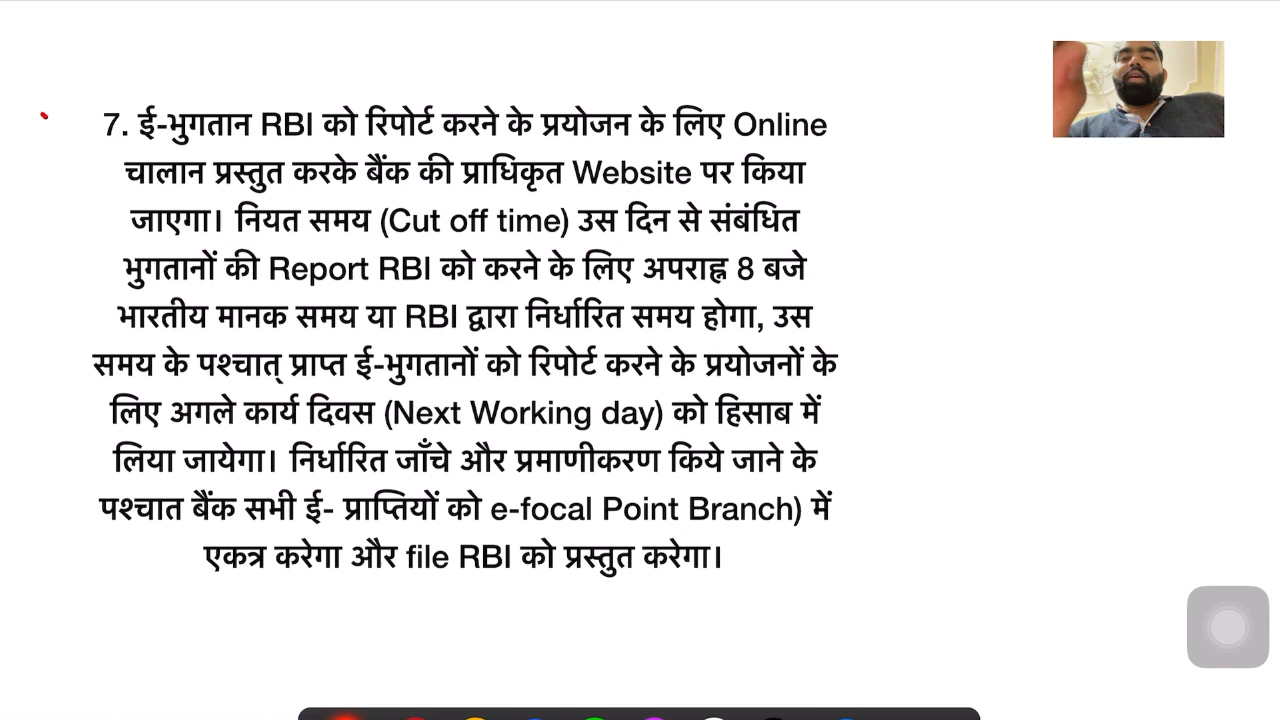 7. ई-भुगतान RBI को रिपोर्ट करने के प्रयोजन के लिए Online
चालान प्रस्तुत करके बैंक की प्राधिकृत Website पर किया
जाएगा। नियत समय (Cut off time) उस दिन से संबंधित
भुगतानों की Report RBI को करने के लिए अपराह्न 8 बजे
भारतीय मानक समय या RBI द्वारा निर्धारित समय होगा, उस
समय के पश्चात् प्राप्त ई-भुगतानों को रिपोर्ट करने के प्रयोजनों के
लिए अगले कार्य दिवस (Next Working day) को हिसाब में
लिया जायेगा। निर्धारित जाँचे और प्रमाणीकरण किये जाने के
पश्चात बैंक सभी ई- प्राप्तियों को e-focal Point Branch) में
एकत्र करेगा और file RBI को प्रस्तुत करेगा।